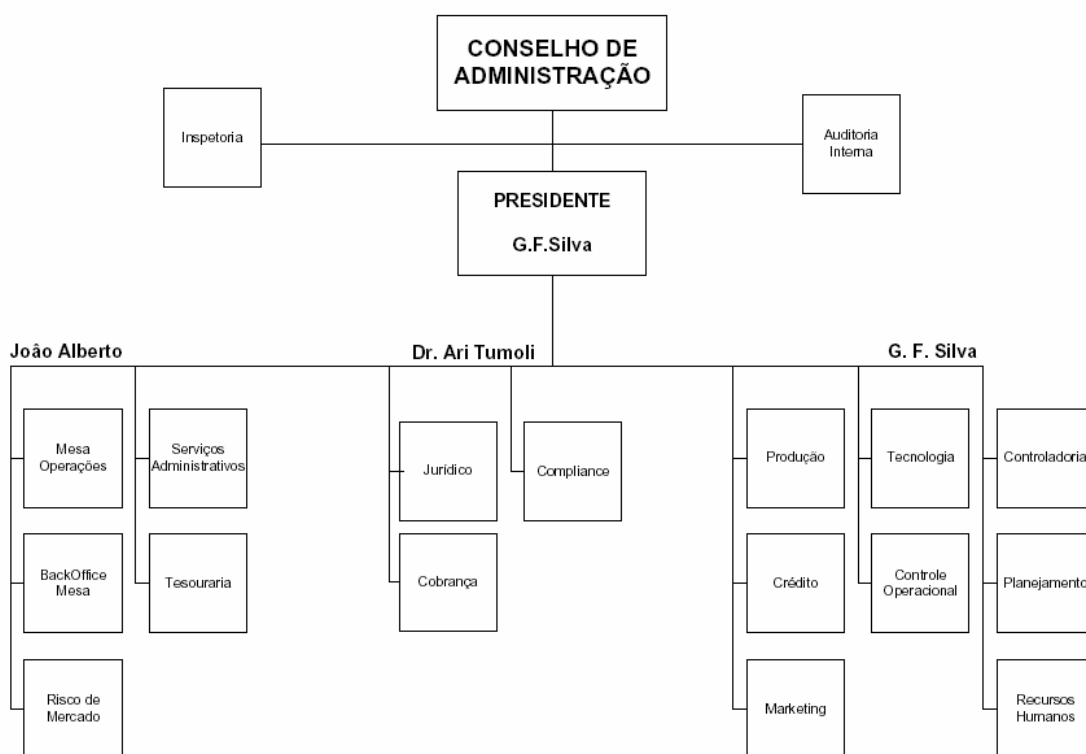 CONSELHO DE
ADMINISTRAÇÃO
Inspetoria
Auditoria
Interna
PRESIDENTE
G.F.Silva
João Alberto
Dr. Ari Tumoli
G. F. Silva
Mesa
Operações
Serviços
Administrativos
Jurídico
Compliance
Produção
Tecnologia
Controladoria
BackOffice
Mesa
Tesouraria
Cobrança
Crédito
Controle
Operacional
Planejamento
Risco de
Mercado
Marketing
Recursos
Humanos